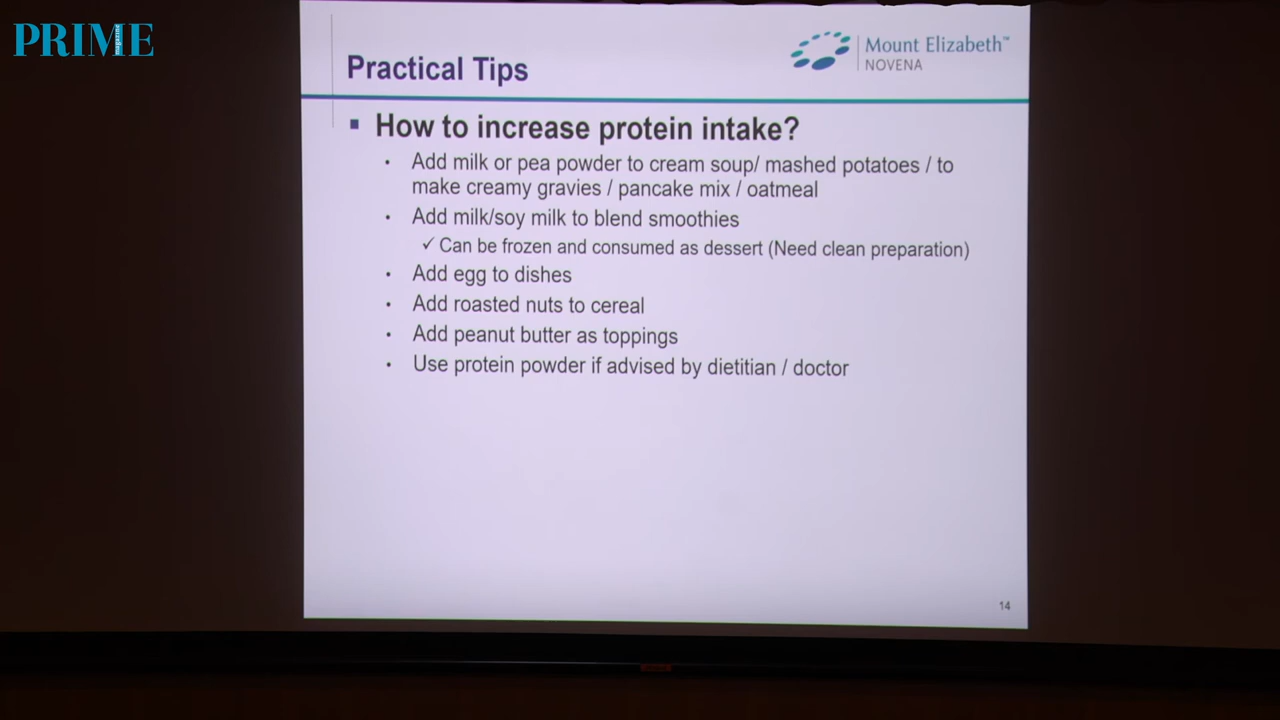 PRIME
magazine
Mount Elizabeth™
NOVENA
Practical Tips
▪ How to increase protein intake?
• Add milk or pea powder to cream soup/ mashed potatoes / to
make creamy gravies / pancake mix / oatmeal
• Add milk/soy milk to blend smoothies
✓ Can be frozen and consumed as dessert (Need clean preparation)
• Add egg to dishes
• Add roasted nuts to cereal
• Add peanut butter as toppings
• Use protein powder if advised by dietitian / doctor
14